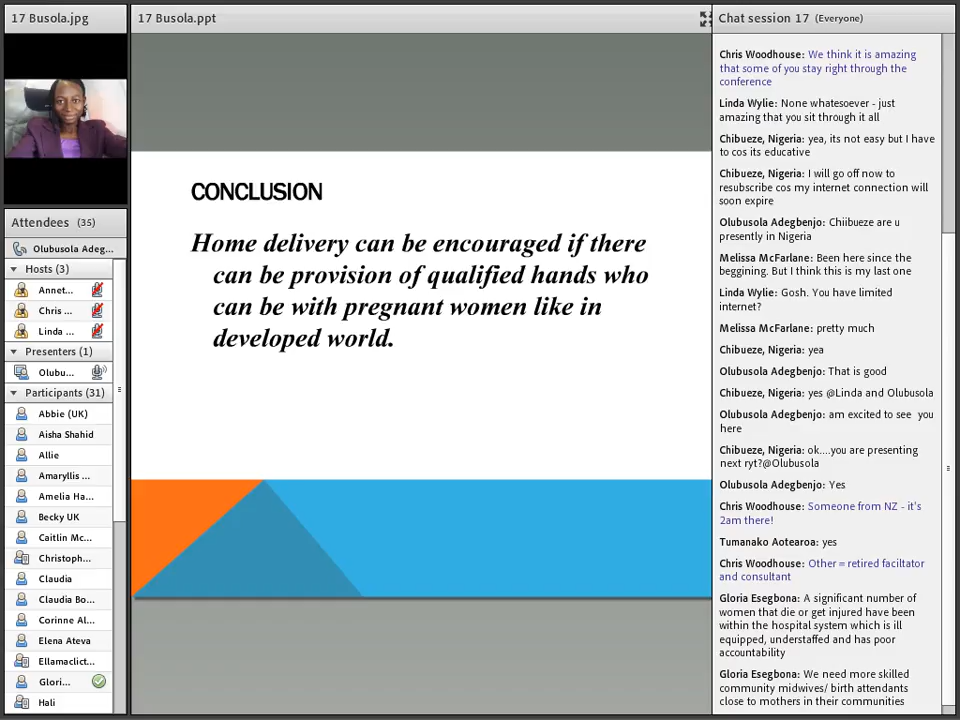 17 Busola.jpg
Attendees (35)
Olubusola Adeg...
Hosts (3)
Annet...
Chris ...
Linda ...
Presenters (1)
Olubu...
Participants (31)
Abbie (UK)
Aisha Shahid
Allie
Amaryllis ...
Amelia Ha...
Becky UK
Caitlin Mc...
Christoph...
Claudia
Claudia Bo...
Corinne Al...
Elena Ateva
Ellamaclict...
Glori...
Hali
17 Busola.ppt
CONCLUSION
Home delivery can be encouraged if there
can be provision of qualified hands who
can be with pregnant women like in
developed world.
Chat session 17 (Everyone)
Chris Woodhouse: We think it is amazing
that some of you stay right through the
conference
Linda Wylie: None whatesoever - just
amazing that you sit through it all
Chibueze, Nigeria: yea, its not easy but I have
to cos its educative
Chibueze, Nigeria: I will go off now to
resubscribe cos my internet connection will
soon expire
Olubusola Adegbenjo: Chiibueze are u
presently in Nigeria
Melissa McFarlane: Been here since the
beggining. But I think this is my last one
Linda Wylie: Gosh. You have limited
internet?
Melissa McFarlane: pretty much
Chibueze, Nigeria: yea
Olubusola Adegbenjo: That is good
Chibueze, Nigeria: yes @Linda and Olubusola
Olubusola Adegbenjo: am excited to see you
here
Chibueze, Nigeria: ok....you are presenting
next ryt?@Olubusola
Olubusola Adegbenjo: Yes
Chris Woodhouse: Someone from NZ - it's
2am there!
Tumanako Aotearoa: yes
Chris Woodhouse: Other = retired faciltator
and consultant
Gloria Esegbona: A significant number of
women that die or get injured have been
within the hospital system which is ill
equipped, understaffed and has poor
accountability
Gloria Esegbona: We need more skilled
community midwives/ birth attendants
close to mothers in their communities